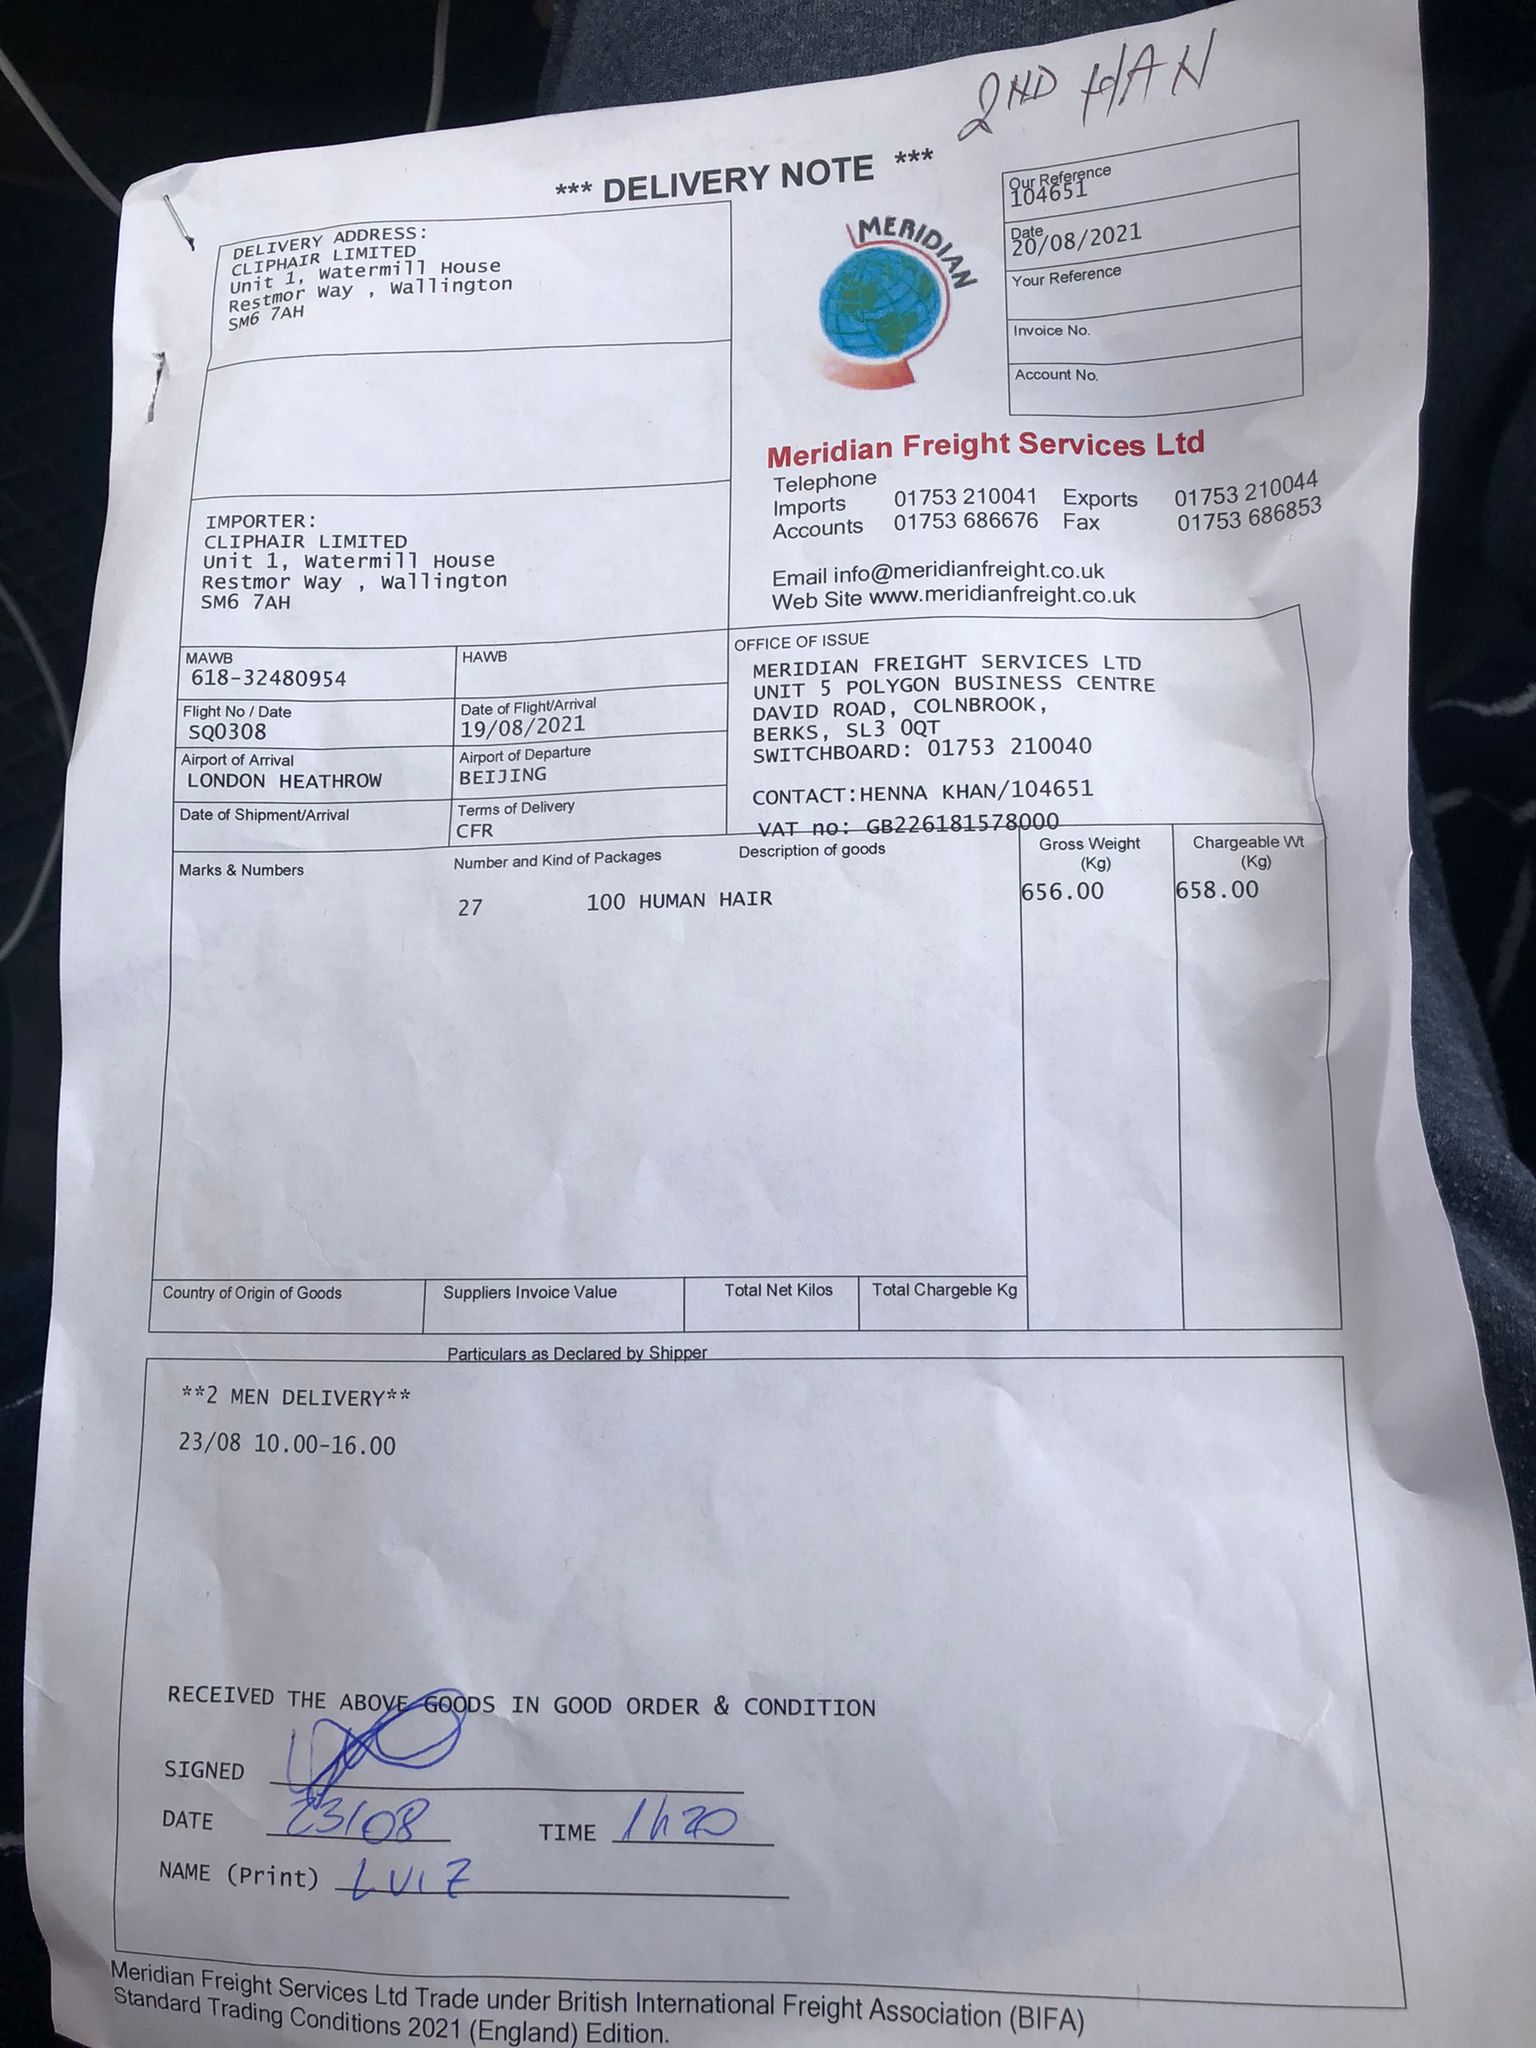 2ND MAN
*** DELIVERY NOTE ***
DELIVERY ADDRESS:
CLIPHAIR LIMITED
Unit 1, Watermill House
Restmor Way , Wallington
SM6 7AH
MERIDIAN
Our Reference
104651
Date
20/08/2021
Your Reference
Invoice No.
Account No.
Meridian Freight Services Ltd
Telephone
Imports 01753 210041 Exports 01753 210044
Accounts 01753 686676 Fax 01753 686853
Email info@meridianfreight.co.uk
Web Site www.meridianfreight.co.uk
IMPORTER:
CLIPHAIR LIMITED
Unit 1, Watermill House
Restmor Way , Wallington
SM6 7AH
MAWB
618-32480954
HAWB
Flight No / Date
SQ0308
Date of Flight/Arrival
19/08/2021
Airport of Arrival
LONDON HEATHROW
Airport of Departure
BEIJING
Date of Shipment/Arrival
Terms of Delivery
CFR
OFFICE OF ISSUE
MERIDIAN FREIGHT SERVICES LTD
UNIT 5 POLYGON BUSINESS CENTRE
DAVID ROAD, COLNBROOK,
BERKS, SL3 0QT
SWITCHBOARD: 01753 210040
CONTACT:HENNA KHAN/104651
VAT no: GB226181578000
Marks & Numbers Number and Kind of Packages Description of goods Gross Weight (Kg) Chargeable Wt (Kg)
27 100 HUMAN HAIR 656.00 658.00
Country of Origin of Goods Suppliers Invoice Value Total Net Kilos Total Chargeble Kg
Particulars as Declared by Shipper
**2 MEN DELIVERY**
23/08 10.00-16.00
RECEIVED THE ABOVE GOODS IN GOOD ORDER & CONDITION
SIGNED
DATE 23/08 TIME 1h20
NAME (Print) LUIZ
Meridian Freight Services Ltd Trade under British International Freight Association (BIFA)
Standard Trading Conditions 2021 (England) Edition.